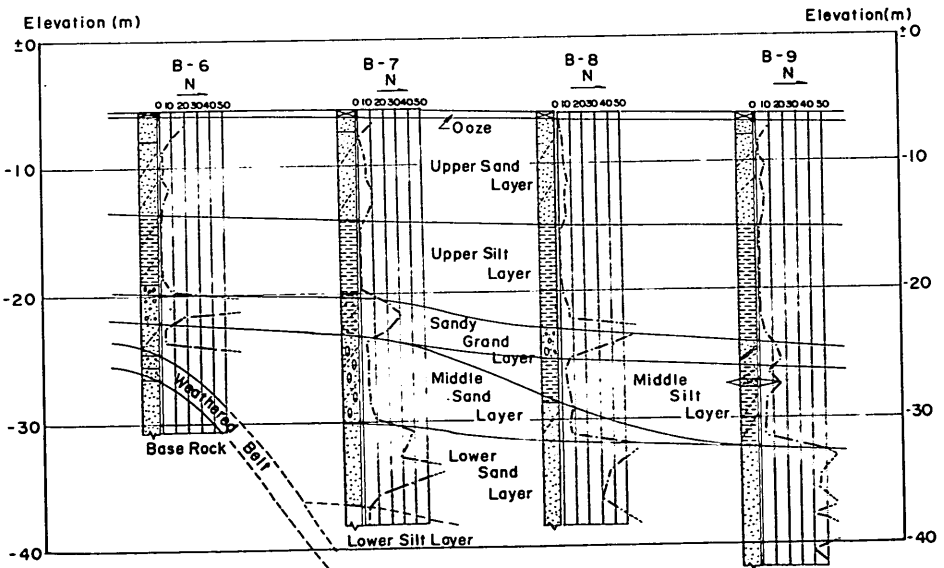 Elevation (m)
Elevation(m)
±0
±0
B-6
B-7
B-8
B-9
N
N
N
N
0 10 20 30 40 50
0 10 20 30 40 50
0 10 20 30 40 50
0 10 20 30 40 50
Ooze
-10
-10
Upper Sand
Layer
Upper Silt
Layer
-20
-20
Sandy
Grand
Layer
Middle
Sand
Layer
Middle
Silt
Layer
Weathered Belt
-30
-30
Base Rock
Lower
Sand
Layer
-40
-40
Lower Silt Layer